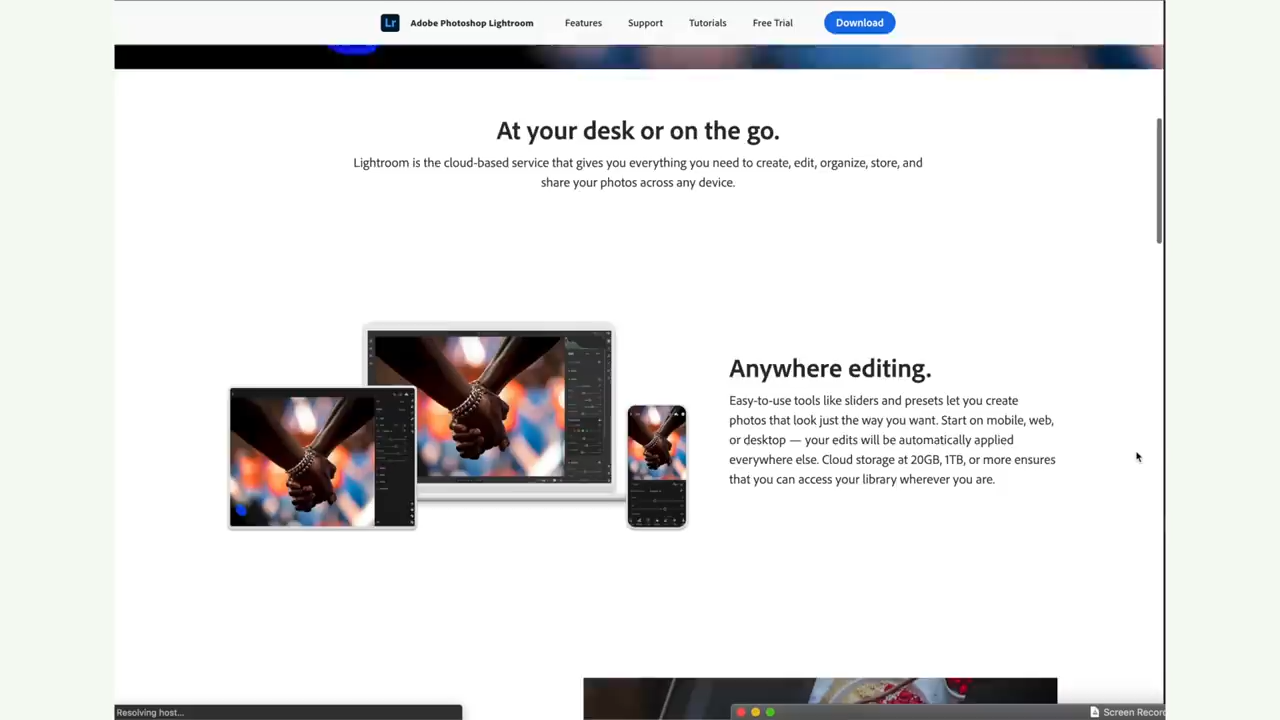 Lr Adobe Photoshop Lightroom Features Support Tutorials Free Trial Download
At your desk or on the go.
Lightroom is the cloud-based service that gives you everything you need to create, edit, organize, store, and
share your photos across any device.
Anywhere editing.
Easy-to-use tools like sliders and presets let you create
photos that look just the way you want. Start on mobile, web,
or desktop — your edits will be automatically applied
everywhere else. Cloud storage at 20GB, 1TB, or more ensures
that you can access your library wherever you are.
Resolving host...
Screen Recor